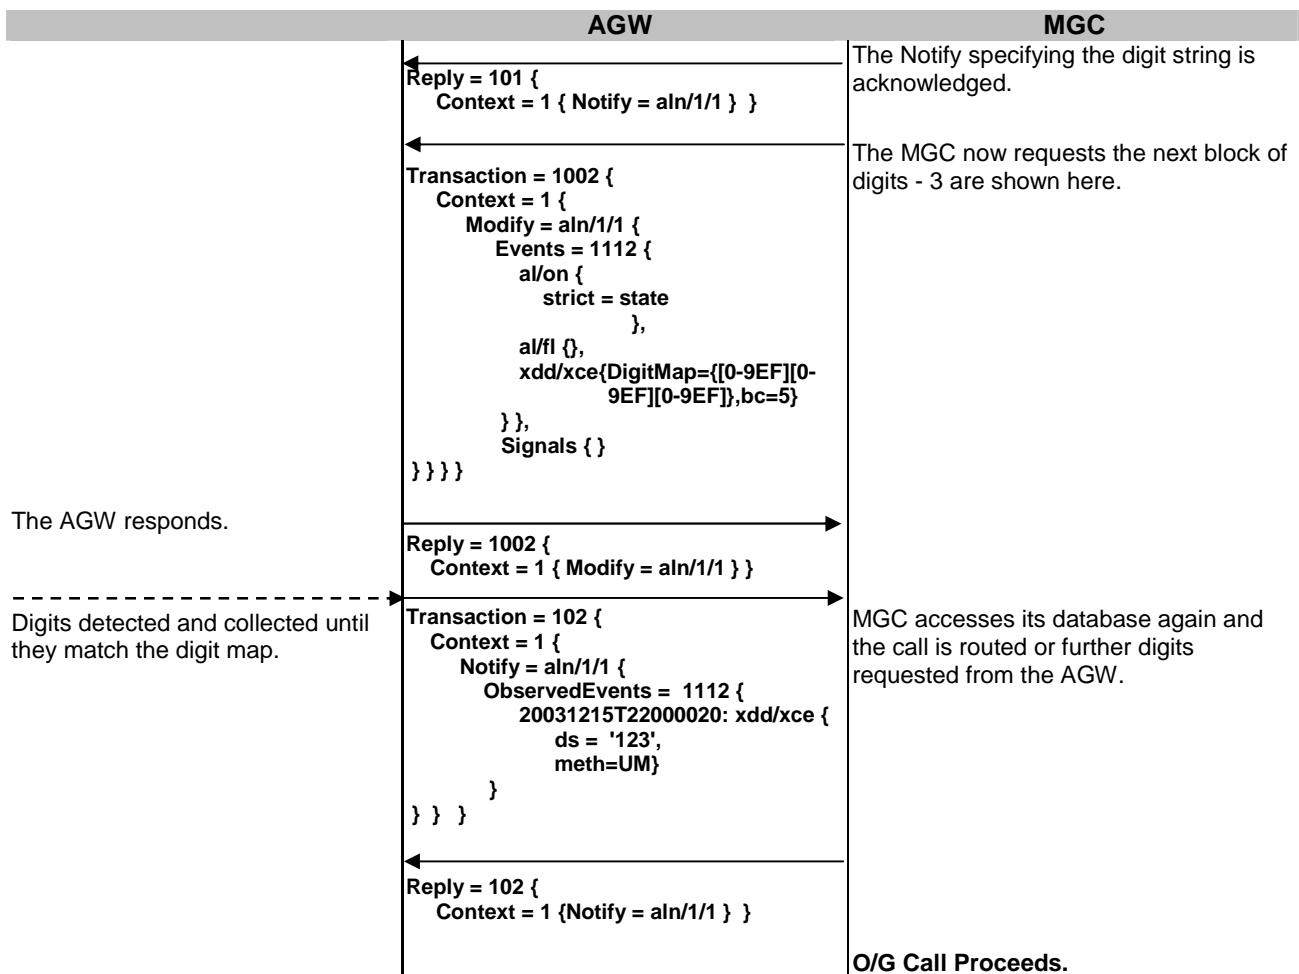 AGW MGC
The Notify specifying the digit string is
acknowledged.
Reply = 101 {
Context = 1 { Notify = aln/1/1 } }
The MGC now requests the next block of
digits - 3 are shown here.
Transaction = 1002 {
Context = 1 {
Modify = aln/1/1 {
Events = 1112 {
al/on {
strict = state
},
al/fl {},
xdd/xce{DigitMap={[0-9EF][0-
9EF][0-9EF]},bc=5}
} },
Signals { }
} } } }
The AGW responds.
Reply = 1002 {
Context = 1 { Modify = aln/1/1 } }
Digits detected and collected until
they match the digit map.
Transaction = 102 {
Context = 1 {
Notify = aln/1/1 {
ObservedEvents = 1112 {
20031215T22000020: xdd/xce {
ds = '123',
meth=UM}
}
} } }
MGC accesses its database again and
the call is routed or further digits
requested from the AGW.
Reply = 102 {
Context = 1 {Notify = aln/1/1 } }
O/G Call Proceeds.